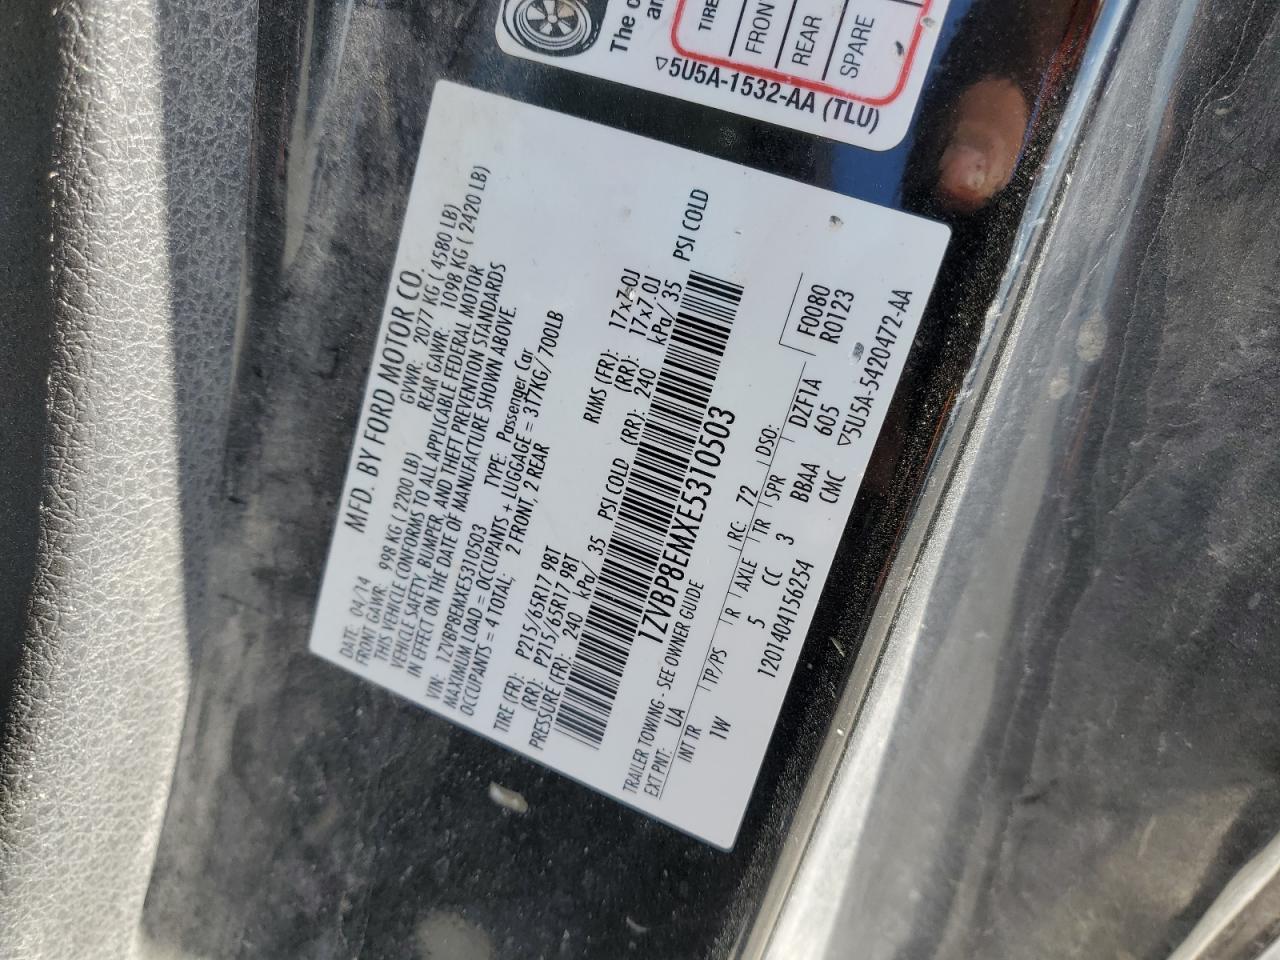 The
TIRE
FRONT
REAR
SPARE
5U5A-1532-AA (TLU)
MFD. BY FORD MOTOR CO.
DATE: 04/14 GVWR: 2077 KG ( 4580 LB)
FRONT GAWR: 998 KG ( 2200 LB) REAR GAWR: 1098 KG ( 2420 LB)
THIS VEHICLE CONFORMS TO ALL APPLICABLE FEDERAL MOTOR
VEHICLE SAFETY, BUMPER, AND THEFT PREVENTION STANDARDS
IN EFFECT ON THE DATE OF MANUFACTURE SHOWN ABOVE.
VIN: 1ZVBP8EMXE5310503 TYPE: Passenger Car
MAXIMUM LOAD = OCCUPANTS + LUGGAGE = 317KG/700LB
OCCUPANTS = 4 TOTAL; 2 FRONT, 2 REAR
TIRE (FR): P215/65R17 98T RIMS (FR): 17x7.0J
(RR): P215/65R17 98T (RR): 17x7.0J
PRESSURE (FR): 240 kPa/ 35 PSI COLD (RR): 240 kPa/ 35 PSI COLD
1ZVBP8EMXE5310503
TRAILER TOWING - SEE OWNER GUIDE
EXT PNT: UA RC: 72 DSO: F0080
INT TR TP/PS R AXLE TR SPR DZFTA R0123
1W 5 CC 3 BBAA 605
1201404156254 CMC 5U5A-5420472-AA